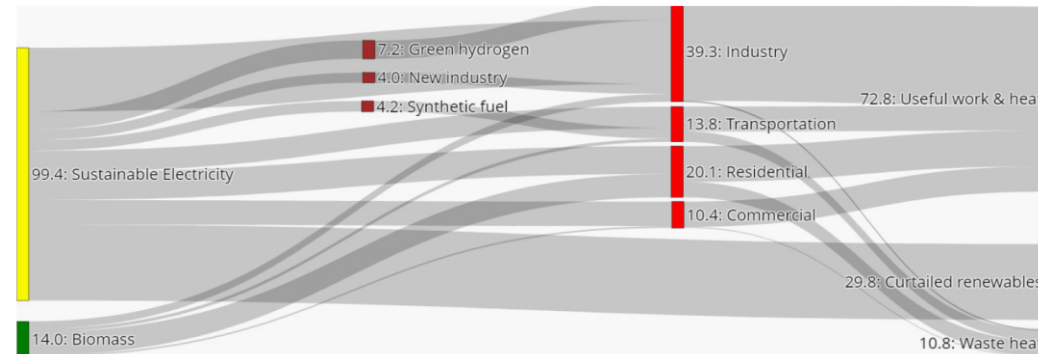 7.2: Green hydrogen
4.0: New industry
4.2: Synthetic fuel
99.4: Sustainable Electricity
14.0: Biomass
39.3: Industry
13.8: Transportation
20.1: Residential
10.4: Commercial
72.8: Useful work & heat
29.8: Curtailed renewables
10.8: Waste heat